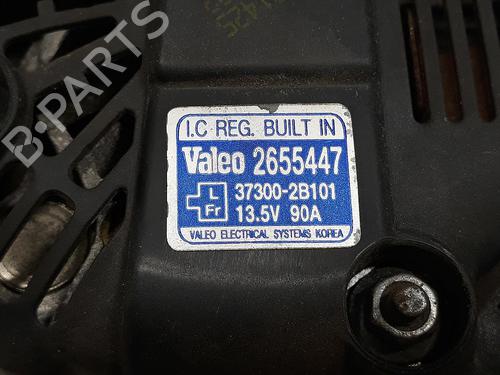 B-PARTS
I.C REG. BUILT IN
Valeo 2655447
L
Fr
37300-2B101
13.5V 90A
VALEO ELECTRICAL SYSTEMS KOREA